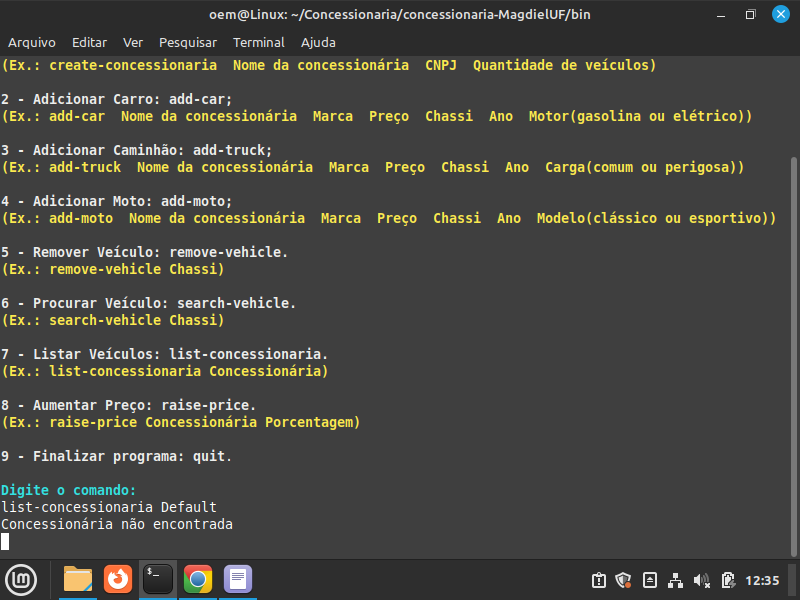 oem@Linux: ~/Concessionaria/concessionaria-MagdielUF/bin
Arquivo Editar Ver Pesquisar Terminal Ajuda
(Ex.: create-concessionaria  Nome da concessionária  CNPJ  Quantidade de veículos)
2 - Adicionar Carro: add-car;
(Ex.: add-car  Nome da concessionária  Marca  Preço  Chassi  Ano  Motor(gasolina ou elétrico))
3 - Adicionar Caminhão: add-truck;
(Ex.: add-truck  Nome da concessionária  Marca  Preço  Chassi  Ano  Carga(comum ou perigosa))
4 - Adicionar Moto: add-moto;
(Ex.: add-moto  Nome da concessionária  Marca  Preço  Chassi  Ano  Modelo(clássico ou esportivo))
5 - Remover Veículo: remove-vehicle.
(Ex.: remove-vehicle Chassi)
6 - Procurar Veículo: search-vehicle.
(Ex.: search-vehicle Chassi)
7 - Listar Veículos: list-concessionaria.
(Ex.: list-concessionaria Concessionária)
8 - Aumentar Preço: raise-price.
(Ex.: raise-price Concessionária Porcentagem)
9 - Finalizar programa: quit.
Digite o comando:
list-concessionaria Default
Concessionária não encontrada
12:35